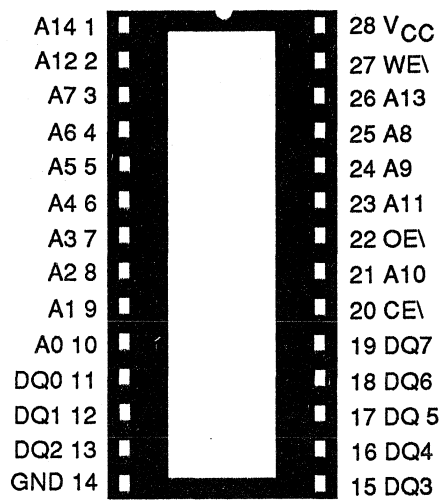 A14 1
28 VCC
A12 2
27 WE\
A7 3
26 A13
A6 4
25 A8
A5 5
24 A9
A4 6
23 A11
A3 7
22 OE\
A2 8
21 A10
A1 9
20 CE\
A0 10
19 DQ7
DQ0 11
18 DQ6
DQ1 12
17 DQ 5
DQ2 13
16 DQ4
GND 14
15 DQ3